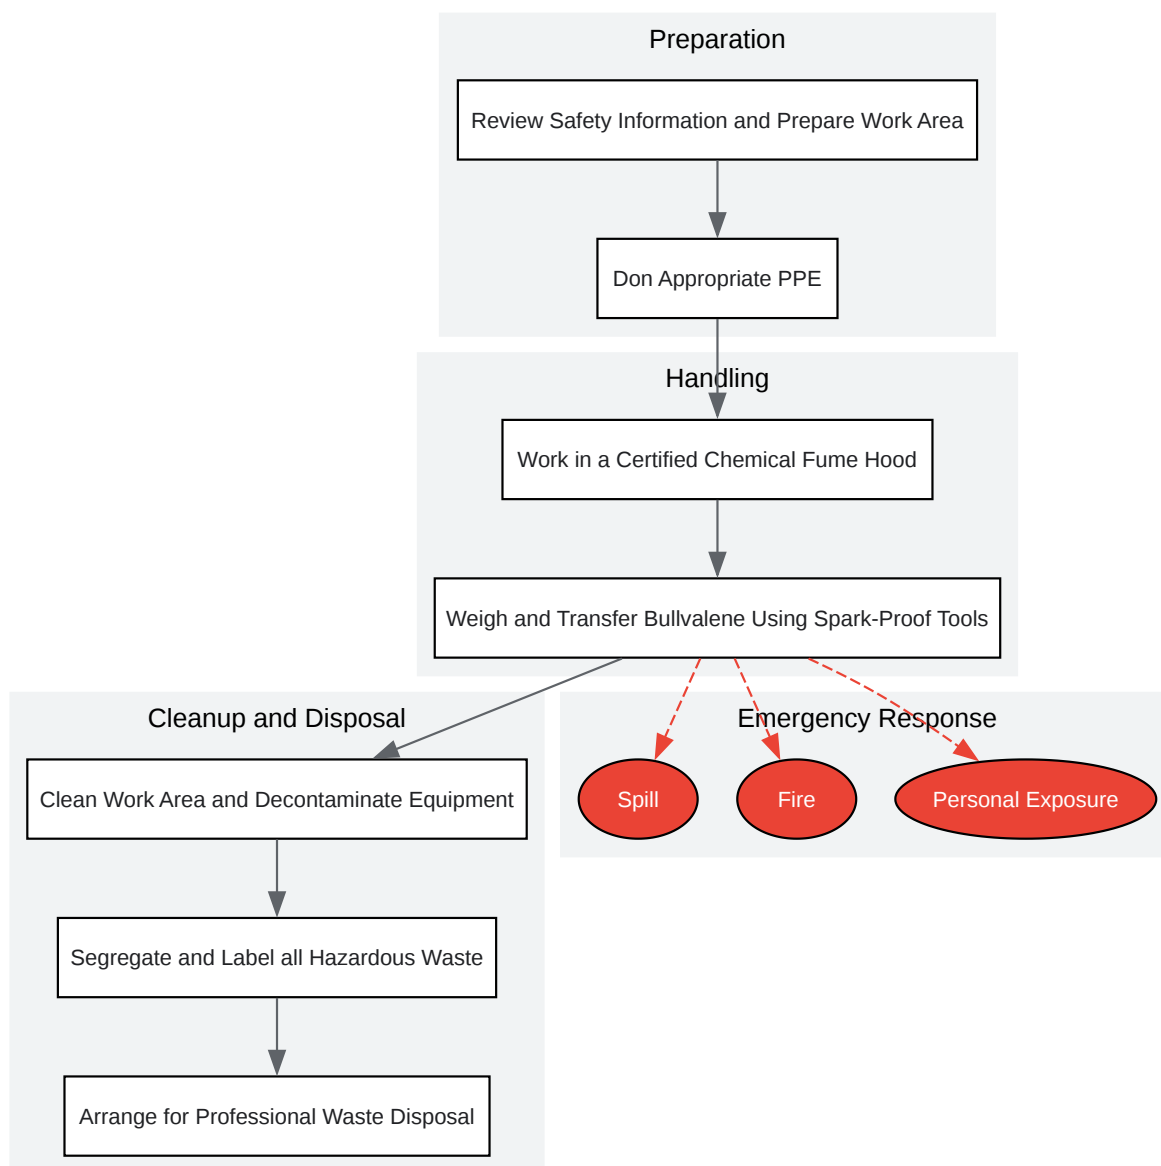 Preparation
Review Safety Information and Prepare Work Area
Don Appropriate PPE
Handling
Work in a Certified Chemical Fume Hood
Weigh and Transfer Bullvalene Using Spark-Proof Tools
Cleanup and Disposal
Clean Work Area and Decontaminate Equipment
Segregate and Label all Hazardous Waste
Arrange for Professional Waste Disposal
Emergency Response
Spill
Fire
Personal Exposure